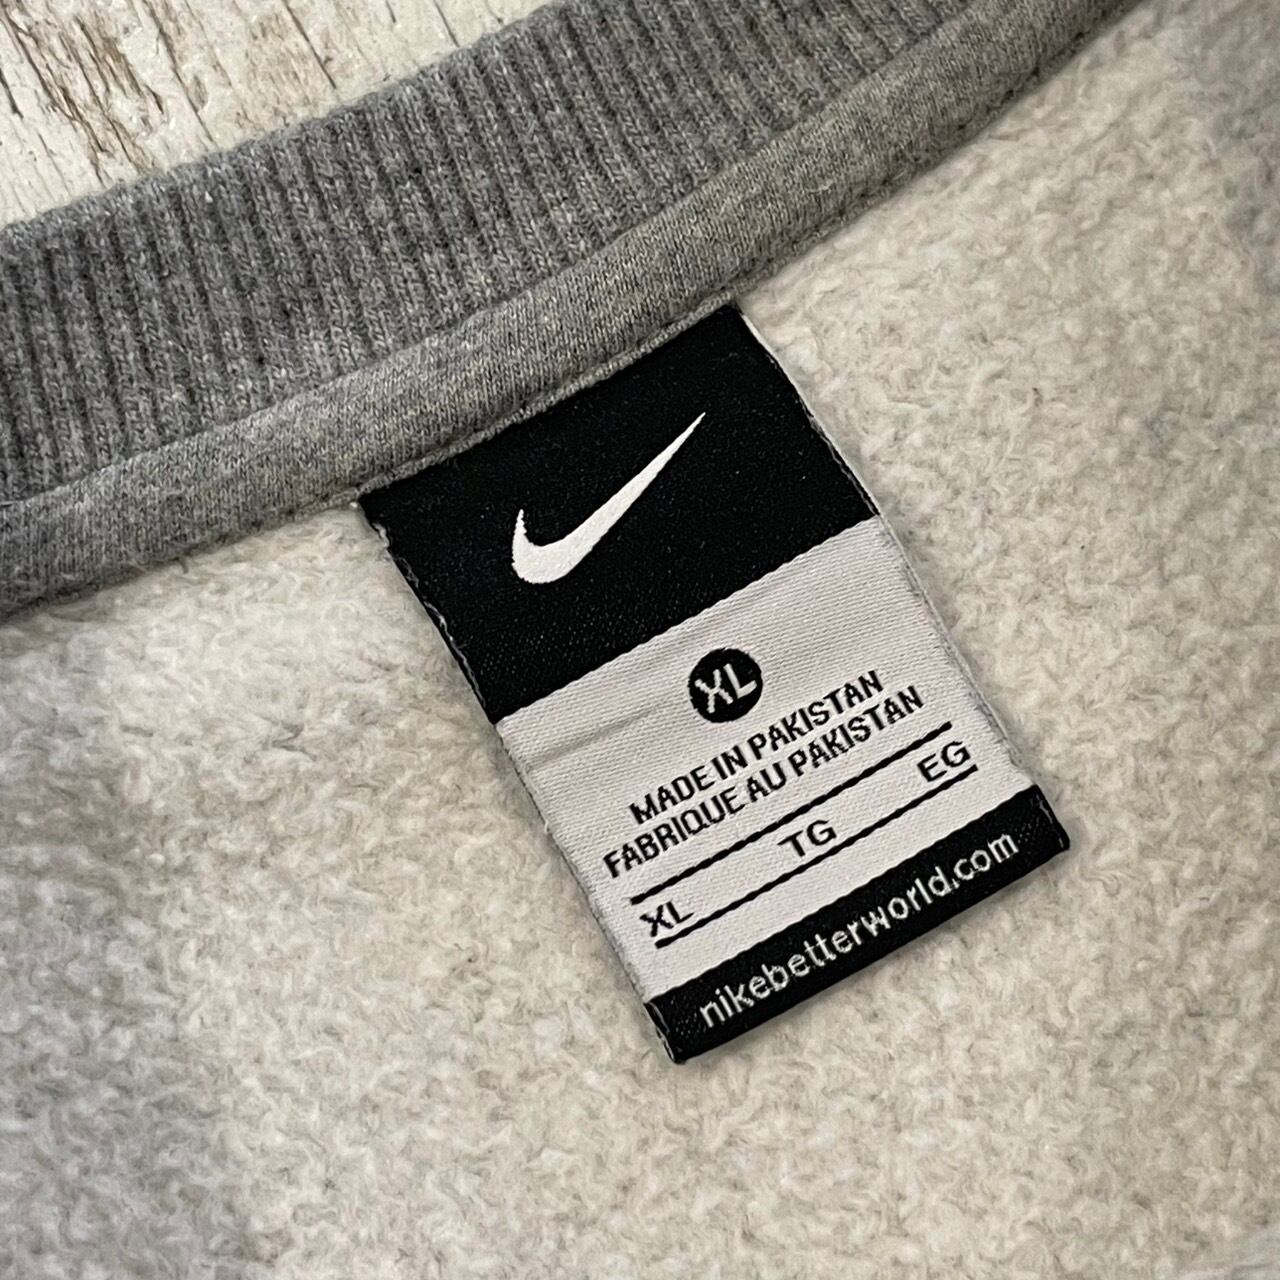 XL
MADE IN PAKISTAN
FABRIQUE AU PAKISTAN
XL TG EG
nikebetterworld.com